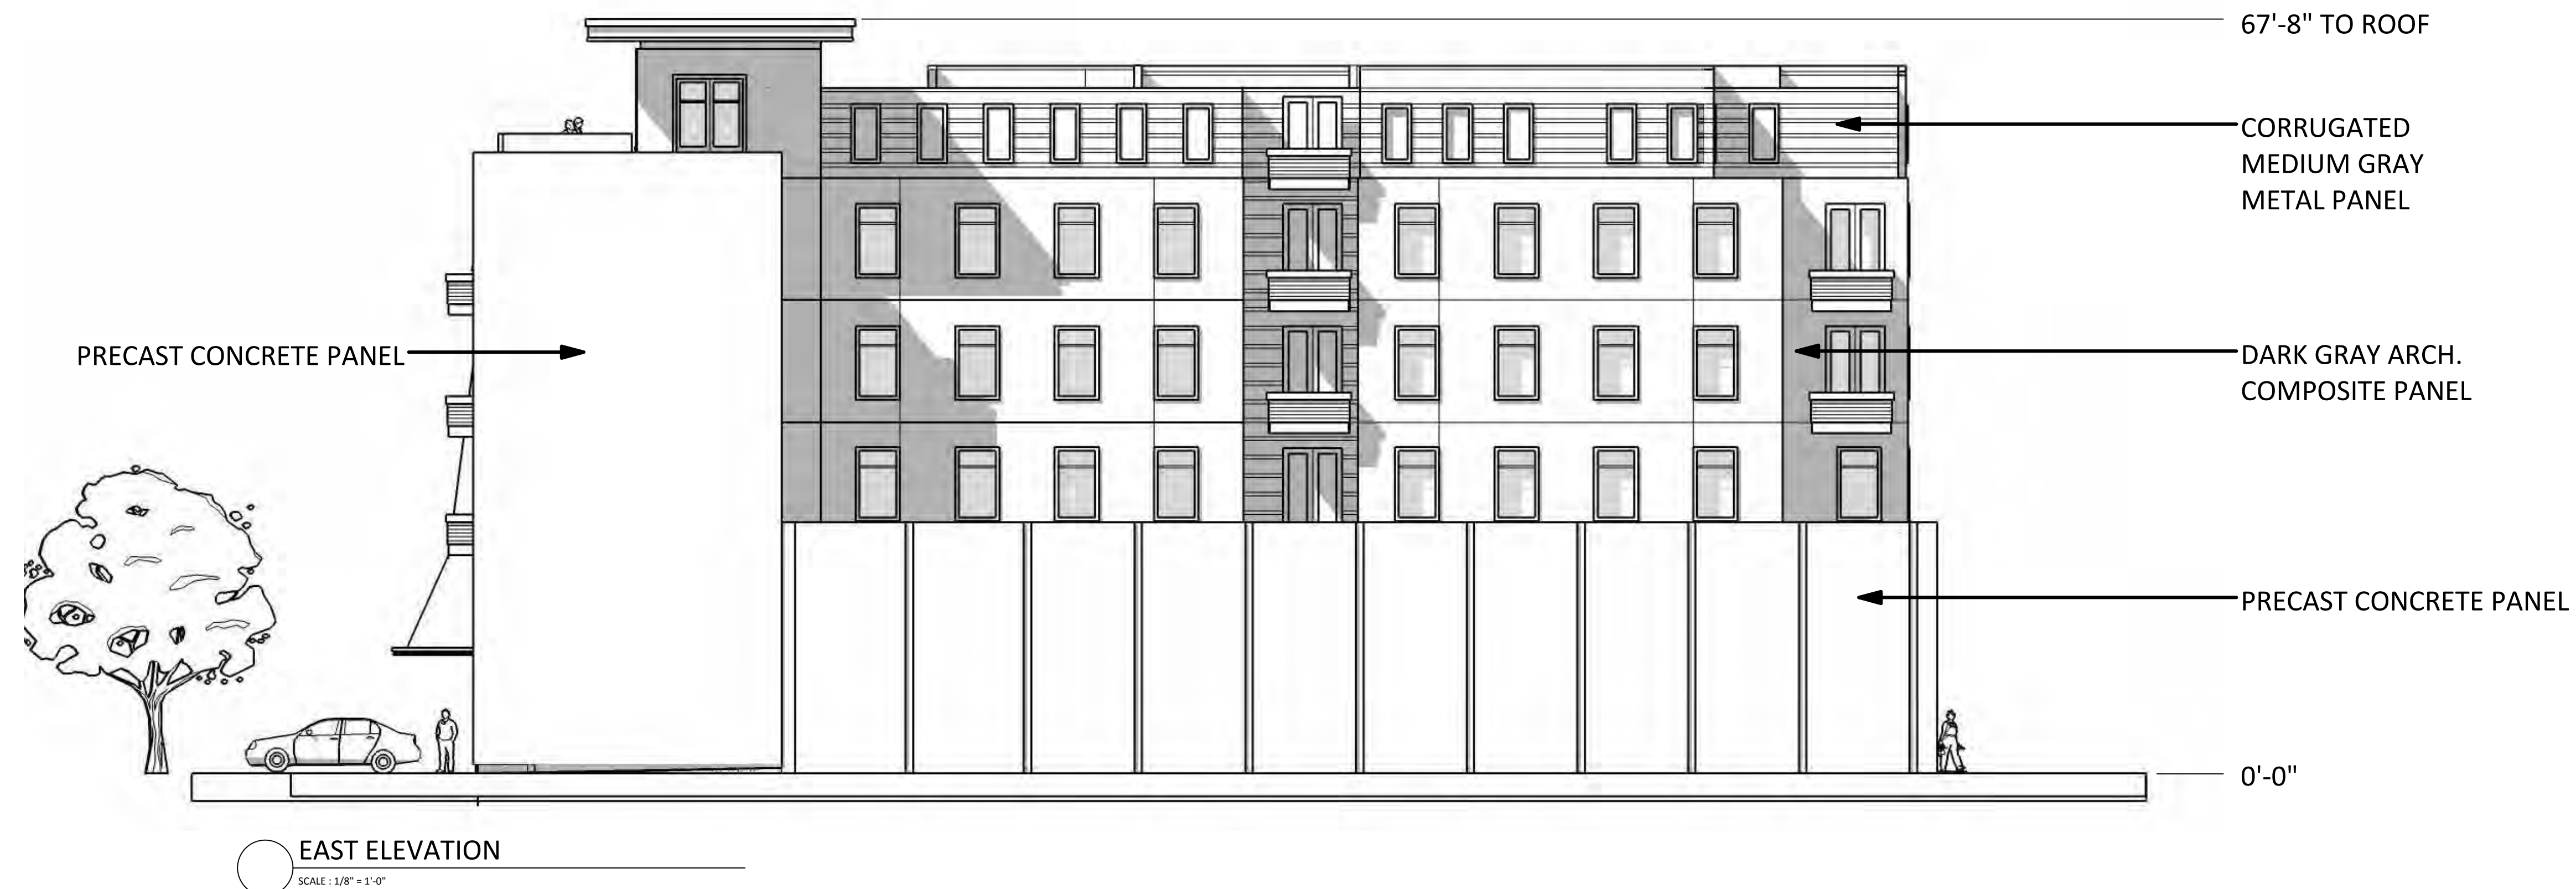 67'-8" TO ROOF
CORRUGATED
MEDIUM GRAY
METAL PANEL
PRECAST CONCRETE PANEL
DARK GRAY ARCH.
COMPOSITE PANEL
PRECAST CONCRETE PANEL
0'-0"
EAST ELEVATION
SCALE : 1/8" = 1'-0"